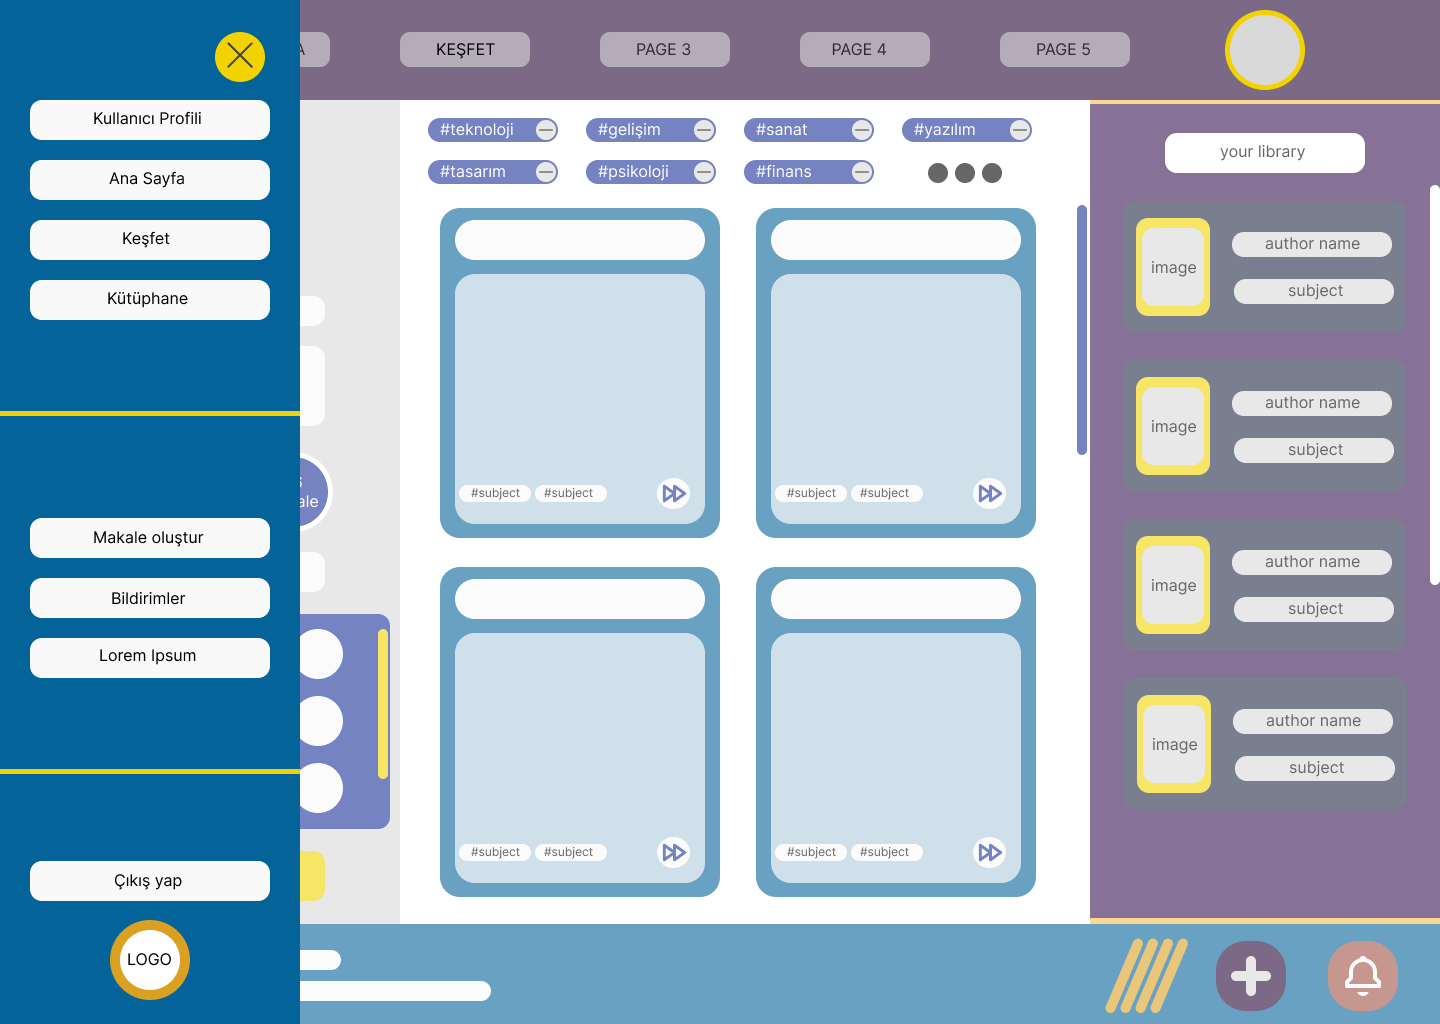 A
KEŞFET
PAGE 3
PAGE 4
PAGE 5
Kullanıcı Profili
Ana Sayfa
Keşfet
Kütüphane
Makale oluştur
Bildirimler
Lorem Ipsum
Çıkış yap
LOGO
s
ale
#teknoloji
#gelişim
#sanat
#yazılım
#tasarım
#psikoloji
#finans
#subject #subject
#subject #subject
#subject #subject
#subject #subject
your library
image
author name
subject
image
author name
subject
image
author name
subject
image
author name
subject